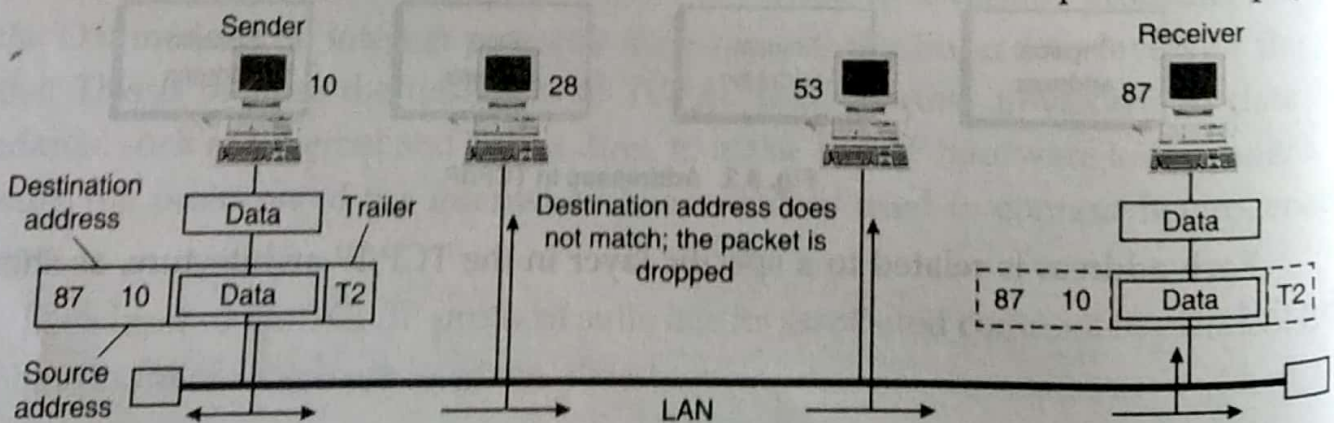 Sender
Receiver
10
28
53
87
Destination
address
Data
Trailer
Destination address does
not match; the packet is
dropped
Data
87 10 Data T2
87 10 Data T2
Source
address
LAN